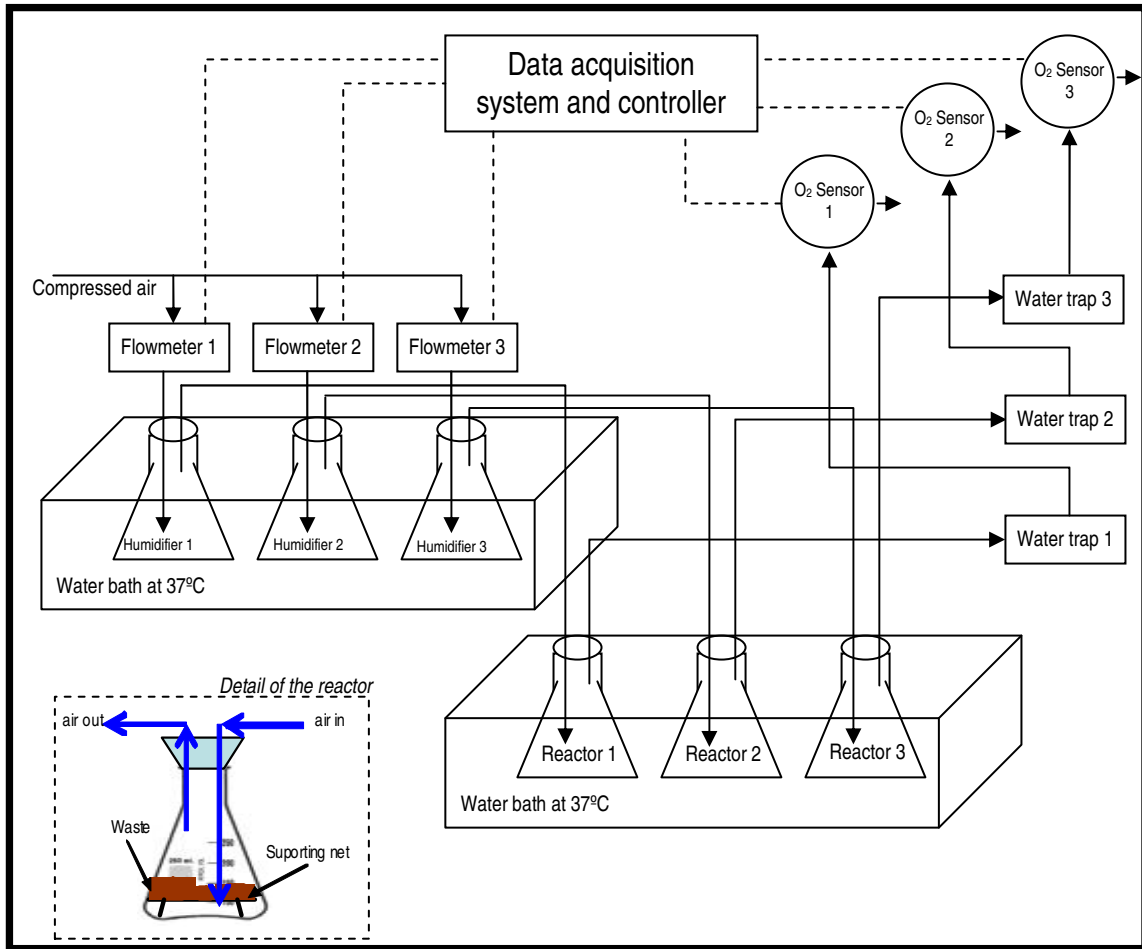 Data acquisition
system and controller
O₂ Sensor
3
O₂ Sensor
2
O₂ Sensor
1
Compressed air
Flowmeter 1
Flowmeter 2
Flowmeter 3
Water trap 3
Water trap 2
Water trap 1
Humidifier 1
Humidifier 2
Humidifier 3
Water bath at 37ºC
Reactor 1
Reactor 2
Reactor 3
Water bath at 37ºC
Detail of the reactor
air out
air in
Waste
Suporting net